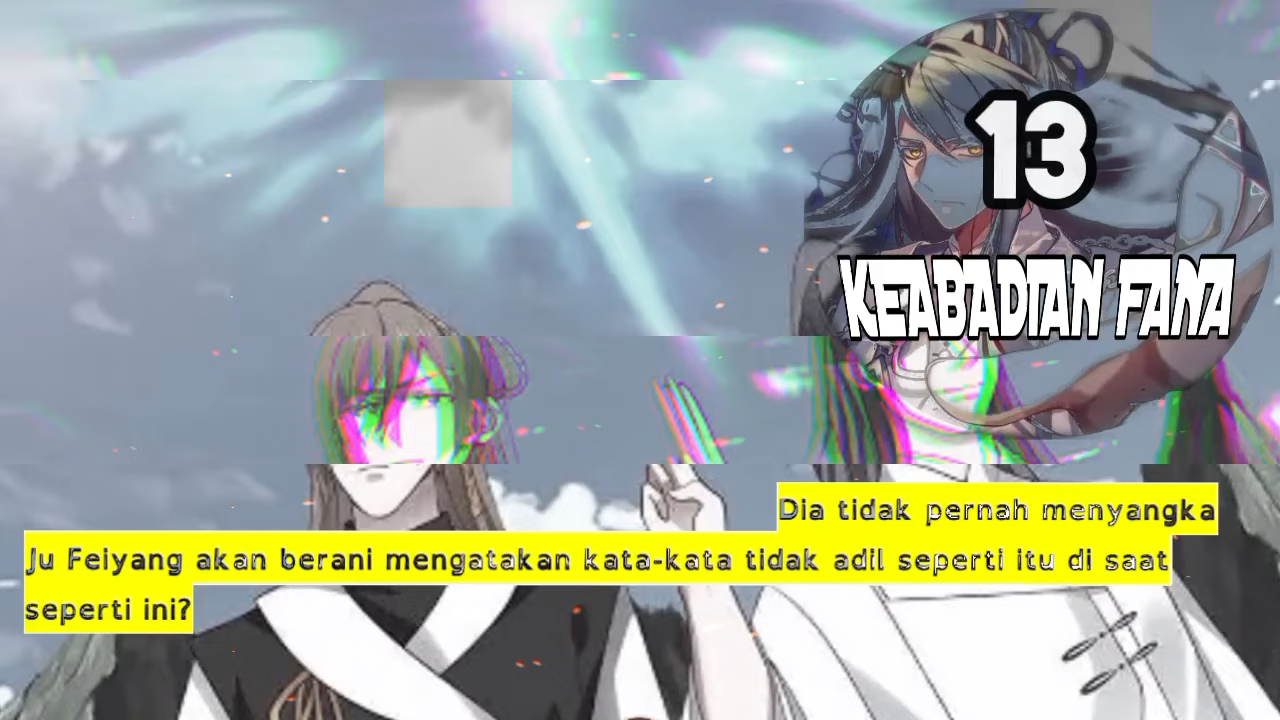 13
KEABADIAN FANA
Dia tidak pernah menyangka
Ju Feiyang akan berani mengatakan kata-kata tidak adil seperti itu di saat
seperti ini?